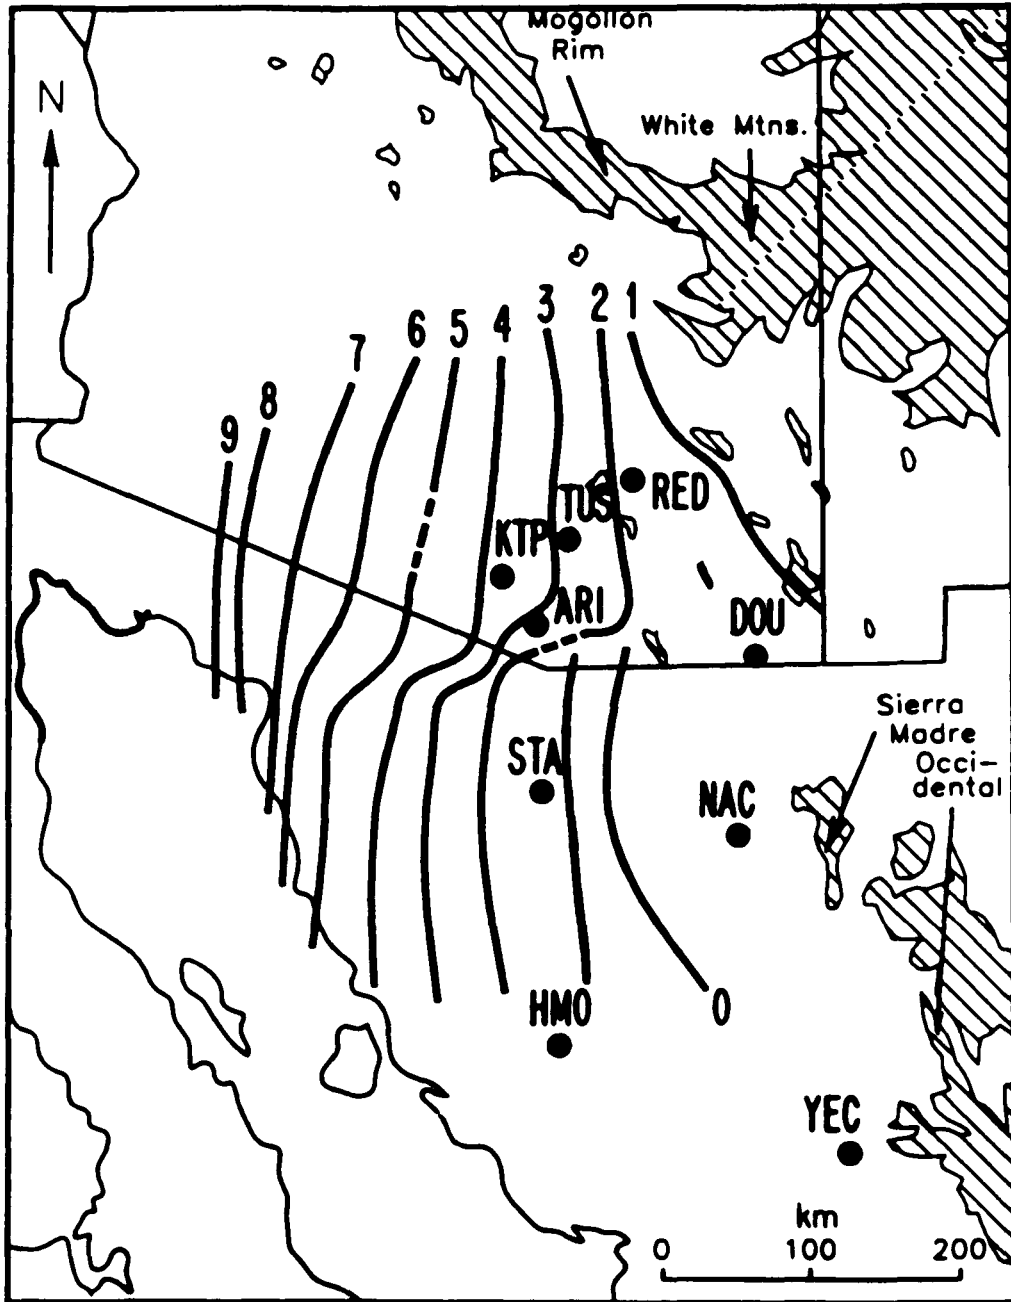 Mogollon
Rim
N
White Mtns.
3 2 1
6 5 4
7
8
9
RED
TUS
KTP
ARI
DOU
Sierra
Madre
Occi-
dental
STA
NAC
HMO
0
YEC
km
0 100 200